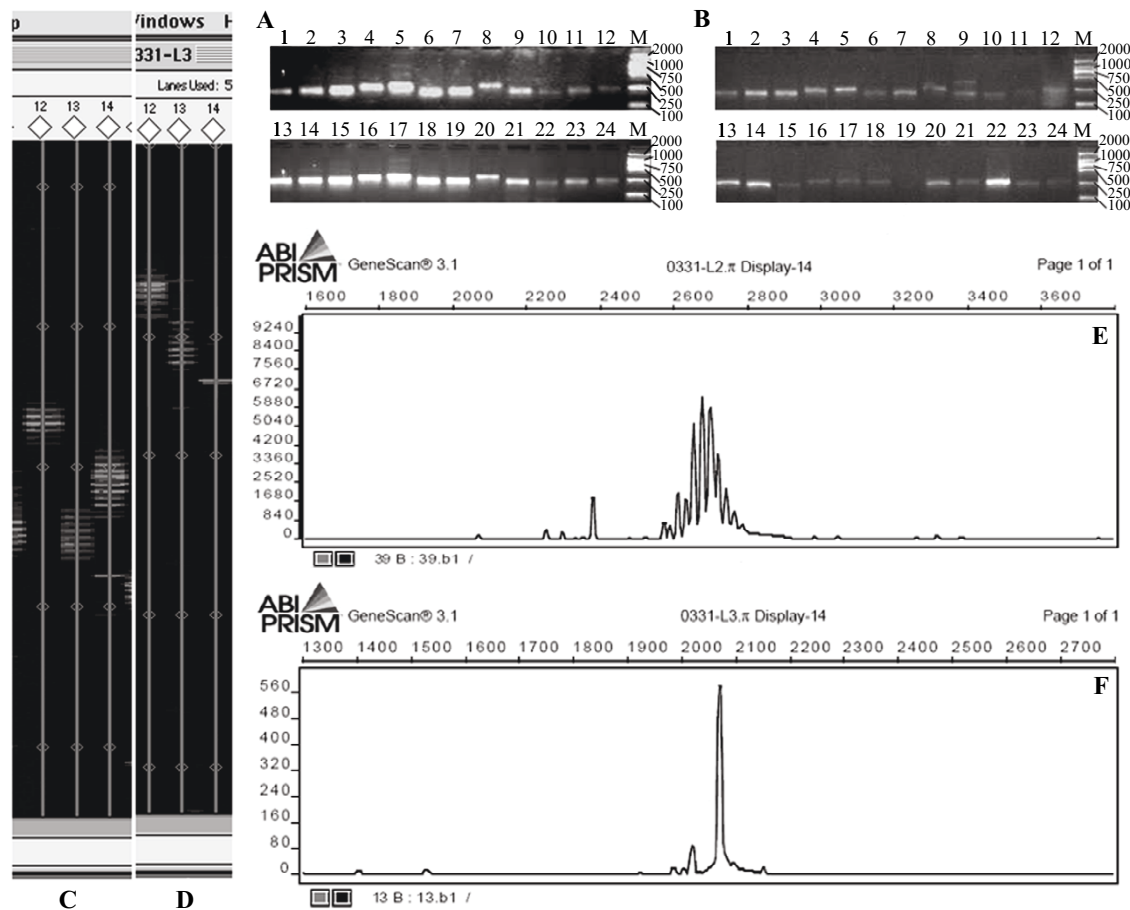 p
Windows H
0331-L3
Lanes Used: 5
12 13 14
12 13 14
C
D
A
1 2 3 4 5 6 7 8 9 10 11 12 M
2000
1000
750
500
250
100
13 14 15 16 17 18 19 20 21 22 23 24 M
2000
1000
750
500
250
100
B
1 2 3 4 5 6 7 8 9 10 11 12 M
2000
1000
750
500
250
100
13 14 15 16 17 18 19 20 21 22 23 24 M
2000
1000
750
500
250
100
ABI
PRISM GeneScan® 3.1 0331-L2.π Display-14 Page 1 of 1
1600 2000 2200 2600 2800 3000 3200 3400 3600
E
9240
8400
7560
6720
5880
5040
4200
3360
2520
1680
840
0
39 B : 39.b1 /
ABI
PRISM GeneScan® 3.1 0331-L3.π Display-14 Page 1 of 1
1300 1400 1500 1600 1700 1800 1900 2000 2100 2200 2300 2400 2500 2600 2700
F
560
480
400
320
240
160
80
0
13 B : 13.b1 /